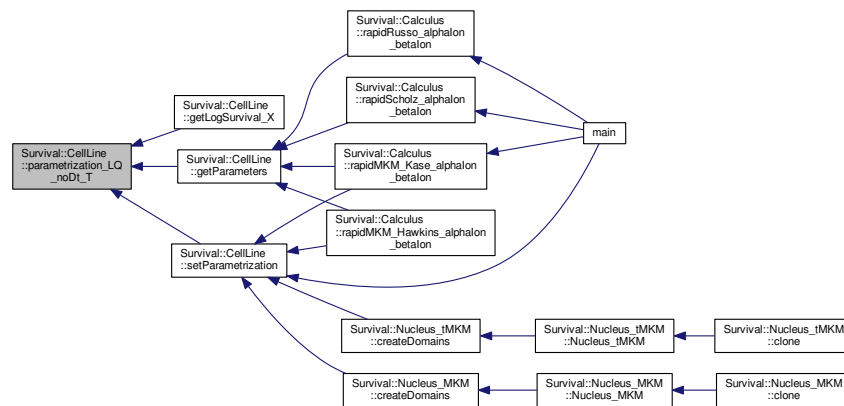 Survival::CellLine
::parametrization_LQ
_noDt_T
Survival::CellLine
::getLogSurvival_X
Survival::CellLine
::getParameters
Survival::CellLine
::setParametrization
Survival::Calculus
::rapidRusso_alphaIon
_betaIon
Survival::Calculus
::rapidScholz_alphaIon
_betaIon
Survival::Calculus
::rapidMKM_Kase_alphaIon
_betaIon
Survival::Calculus
::rapidMKM_Hawkins_alphaIon
_betaIon
main
Survival::Nucleus_tMKM
::createDomains
Survival::Nucleus_tMKM
::Nucleus_tMKM
Survival::Nucleus_tMKM
::clone
Survival::Nucleus_MKM
::createDomains
Survival::Nucleus_MKM
::Nucleus_MKM
Survival::Nucleus_MKM
::clone